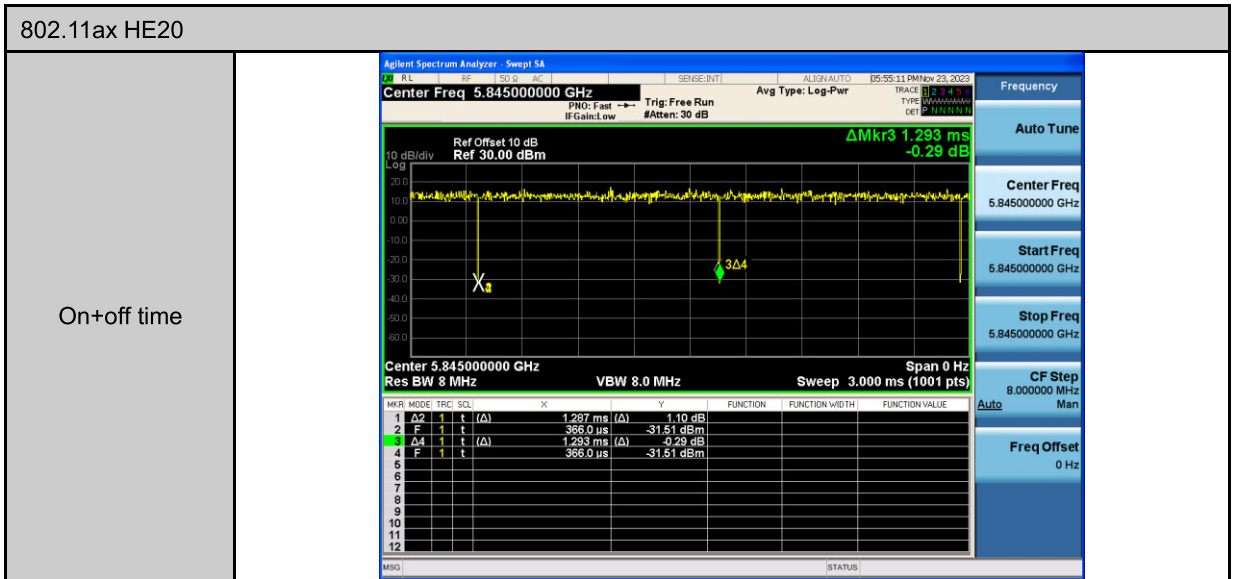 802.11ax HE20
On+off time
Agilent Spectrum Analyzer - Swept SA
LXI RL RF 50 Ω AC SENSE:INT ALIGN AUTO 05:55:11 PM Nov 23, 2023
Center Freq 5.845000000 GHz
PNO: Fast
IFGain:Low
Trig: Free Run
#Atten: 30 dB
Avg Type: Log-Pwr
TRACE 1 2 3 4 5 6
TYPE WWWWWW
DET P N N N N N
ΔMkr3 1.293 ms
-0.29 dB
Ref Offset 10 dB
10 dB/div Ref 30.00 dBm
Log
20.0
10.0
0.00
-10.0
-20.0
-30.0
-40.0
-50.0
-60.0
3Δ4
Center 5.845000000 GHz Span 0 Hz
Res BW 8 MHz VBW 8.0 MHz Sweep 3.000 ms (1001 pts)
MKR MODE TRC SCL X Y FUNCTION FUNCTION WIDTH FUNCTION VALUE
1 Δ2 1 t (Δ) 1.287 ms (Δ) 1.10 dB
2 F 1 t 366.0 µs -31.51 dBm
3 Δ4 1 t (Δ) 1.293 ms (Δ) -0.29 dB
4 F 1 t 366.0 µs -31.51 dBm
5
6
7
8
9
10
11
12
MSG STATUS
Frequency
Auto Tune
Center Freq
5.845000000 GHz
Start Freq
5.845000000 GHz
Stop Freq
5.845000000 GHz
CF Step
8.000000 MHz
Auto Man
Freq Offset
0 Hz